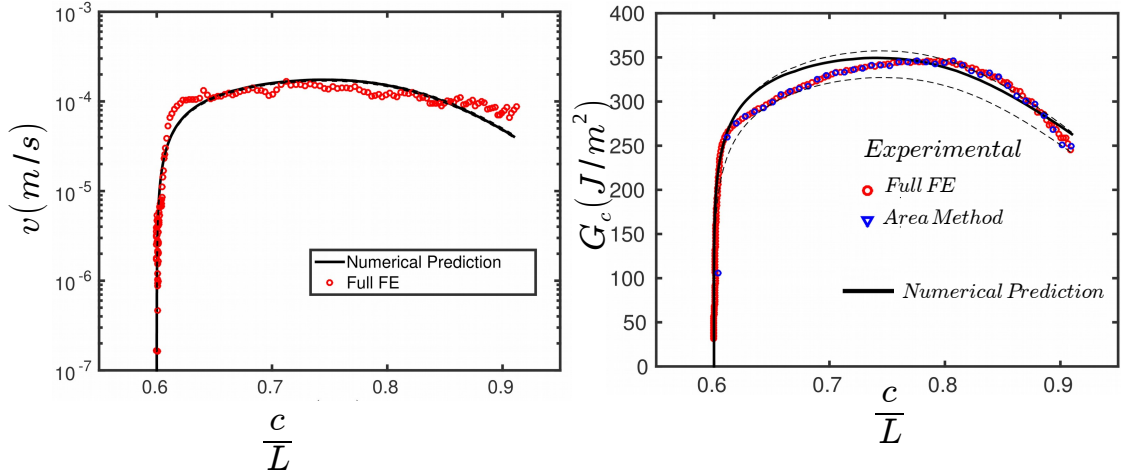 v(m/s)
10^-3
10^-4
10^-5
10^-6
10^-7
0.6 0.7 0.8 0.9
c/L
Numerical Prediction
Full FE
G_c(J/m^2)
400
350
300
250
200
150
100
50
0
0.6 0.7 0.8 0.9
c/L
Experimental
Full FE
Area Method
Numerical Prediction